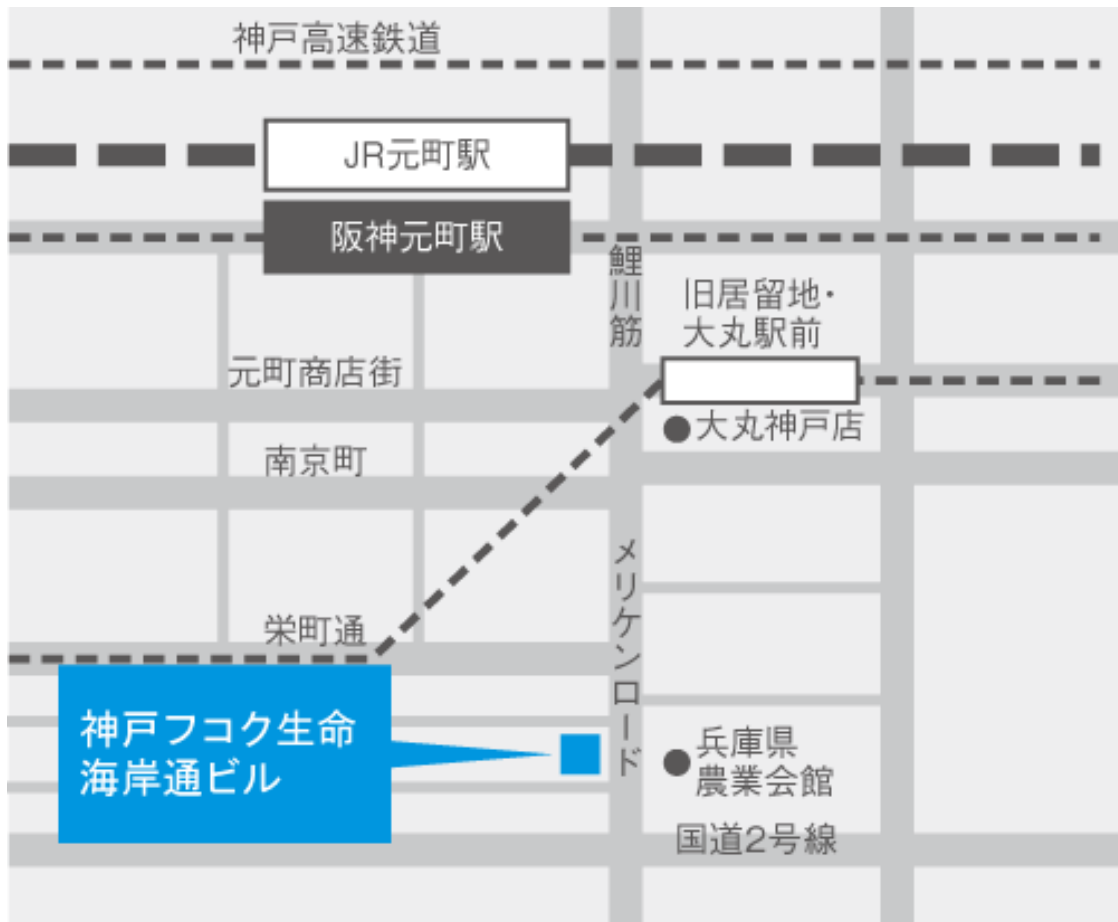 神戸高速鉄道
JR元町駅
阪神元町駅
鯉川筋
旧居留地・
大丸駅前
元町商店街
大丸神戸店
南京町
メリケンロード
栄町通
神戸フコク生命
海岸通ビル
兵庫県
農業会館
国道2号線